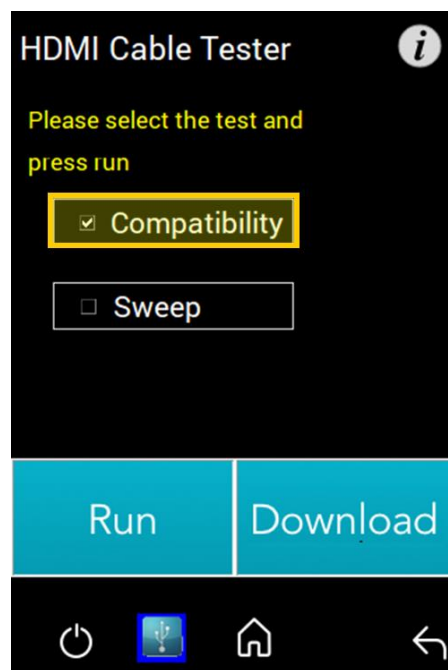 HDMI Cable Tester
i
Please select the test and
press run
Compatibility
Sweep
Run
Download